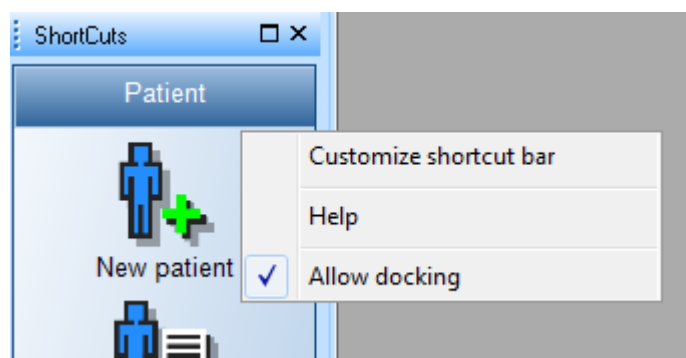 ShortCuts
Patient
Customize shortcut bar
Help
New patient
Allow docking